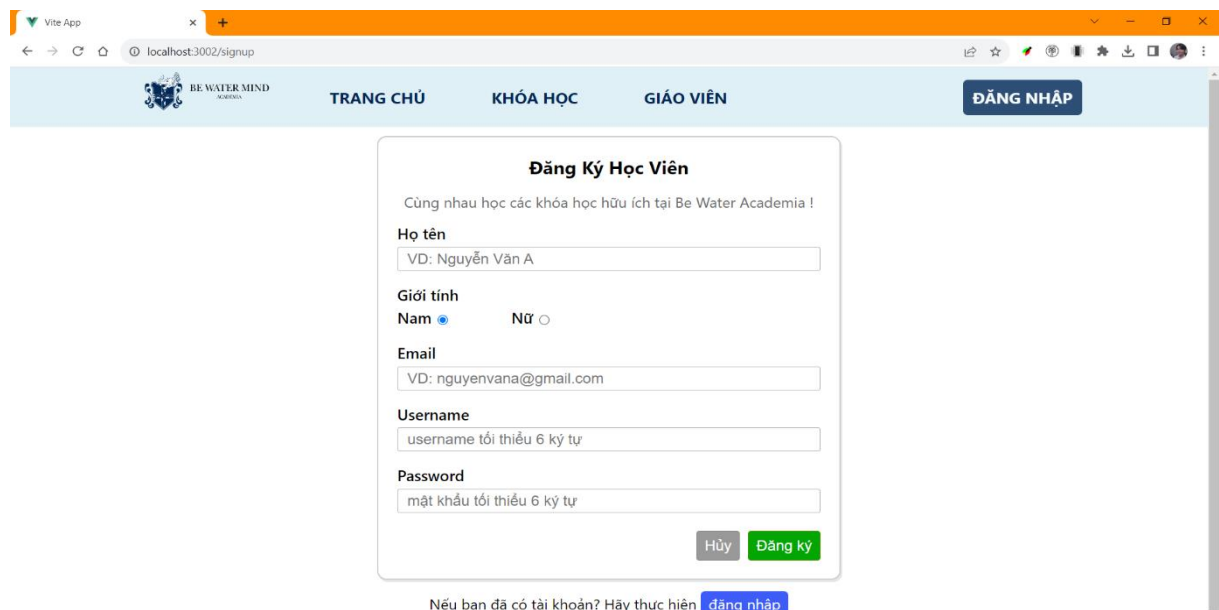 Vite App
localhost:3002/signup
BE WATER MIND
ACADEMIA
TRANG CHỦ KHÓA HỌC GIÁO VIÊN ĐĂNG NHẬP
Đăng Ký Học Viên
Cùng nhau học các khóa học hữu ích tại Be Water Academia !
Họ tên
VD: Nguyễn Văn A
Giới tính
Nam Nữ
Email
VD: nguyenvana@gmail.com
Username
username tối thiểu 6 ký tự
Password
mật khẩu tối thiểu 6 ký tự
Hủy Đăng ký
Nếu bạn đã có tài khoản? Hãy thực hiện đăng nhập